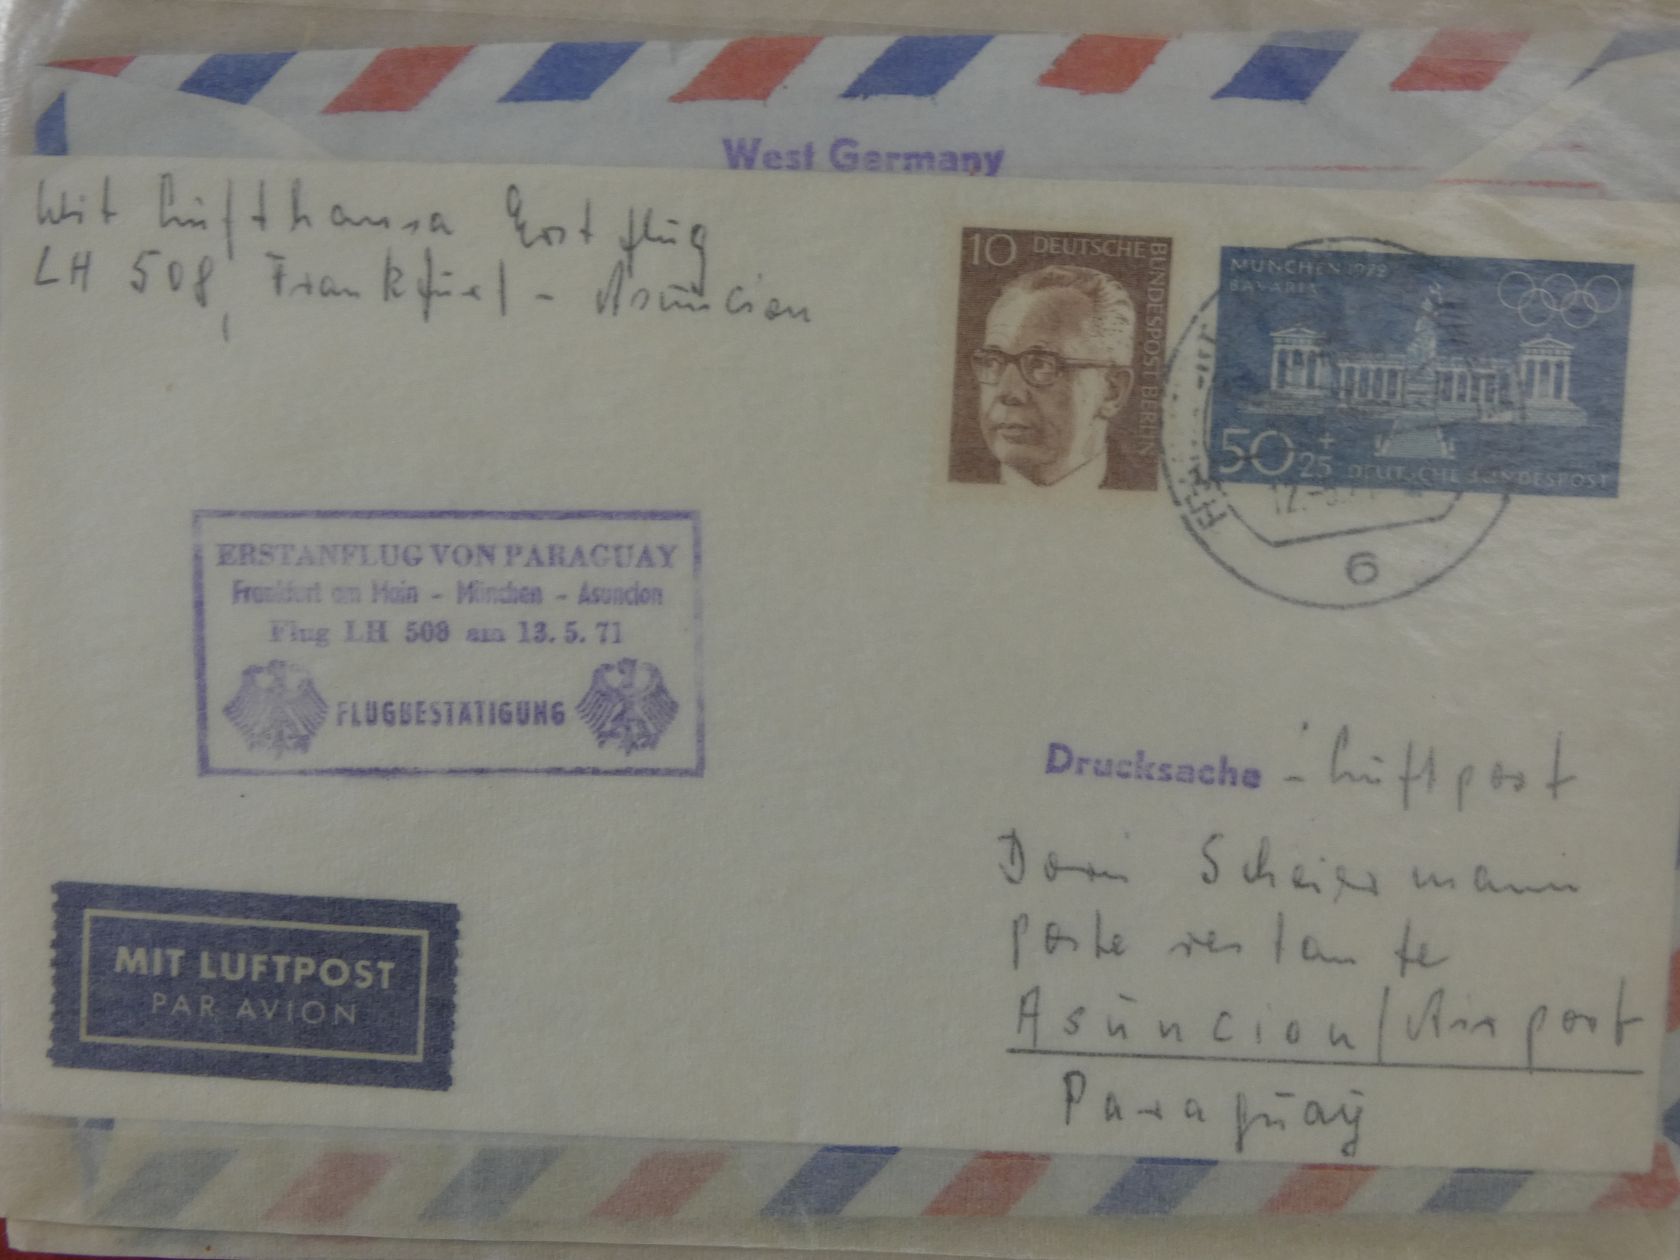 West Germany
Mit Lufthansa Erstflug
LH 508, Frankfurt - Asuncion
10 DEUTSCHE BUNDESPOST BERLIN
MÜNCHEN 1972
BAVARIA
50 + 25 DEUTSCHE BUNDESPOST
6
ERSTANFLUG VON PARAGUAY
Frankfurt am Main - München - Asuncion
Flug LH 508 am 13.5.71
FLUGBESTÄTIGUNG
Drucksache - Luftpost
Scheiermann
poste restante
Asuncion/Airport
Paraguay
MIT LUFTPOST
PAR AVION